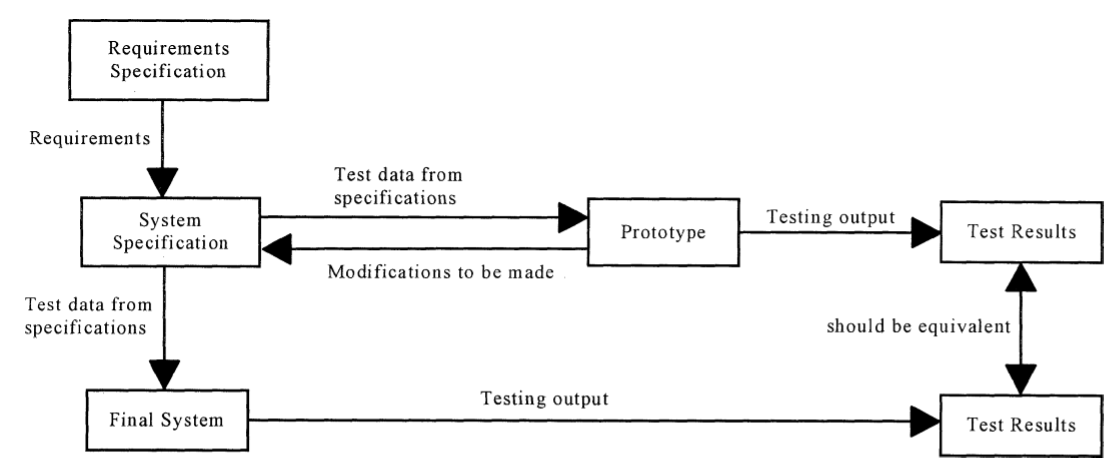 Requirements
Specification
Requirements
Test data from
specifications
System
Specification
Prototype
Testing output
Test Results
Modifications to be made
Test data from
specifications
should be equivalent
Final System
Testing output
Test Results